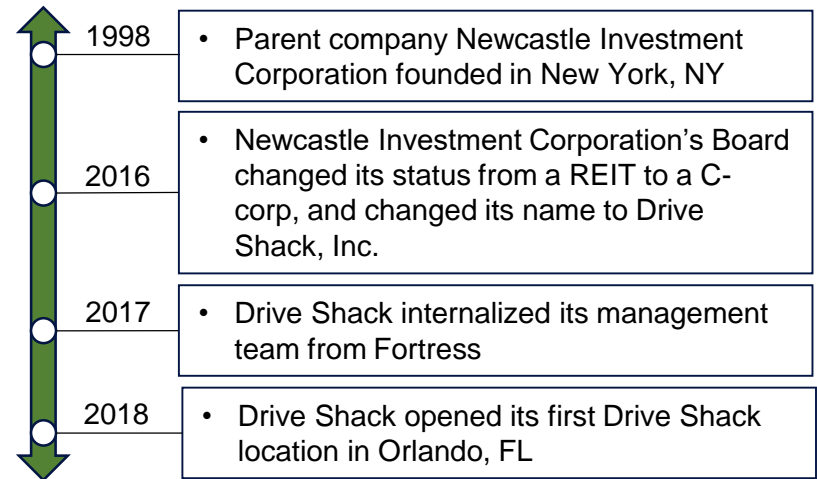 1998
• Parent company Newcastle Investment
Corporation founded in New York, NY
2016
• Newcastle Investment Corporation’s Board
changed its status from a REIT to a C-
corp, and changed its name to Drive
Shack, Inc.
2017
• Drive Shack internalized its management
team from Fortress
2018
• Drive Shack opened its first Drive Shack
location in Orlando, FL